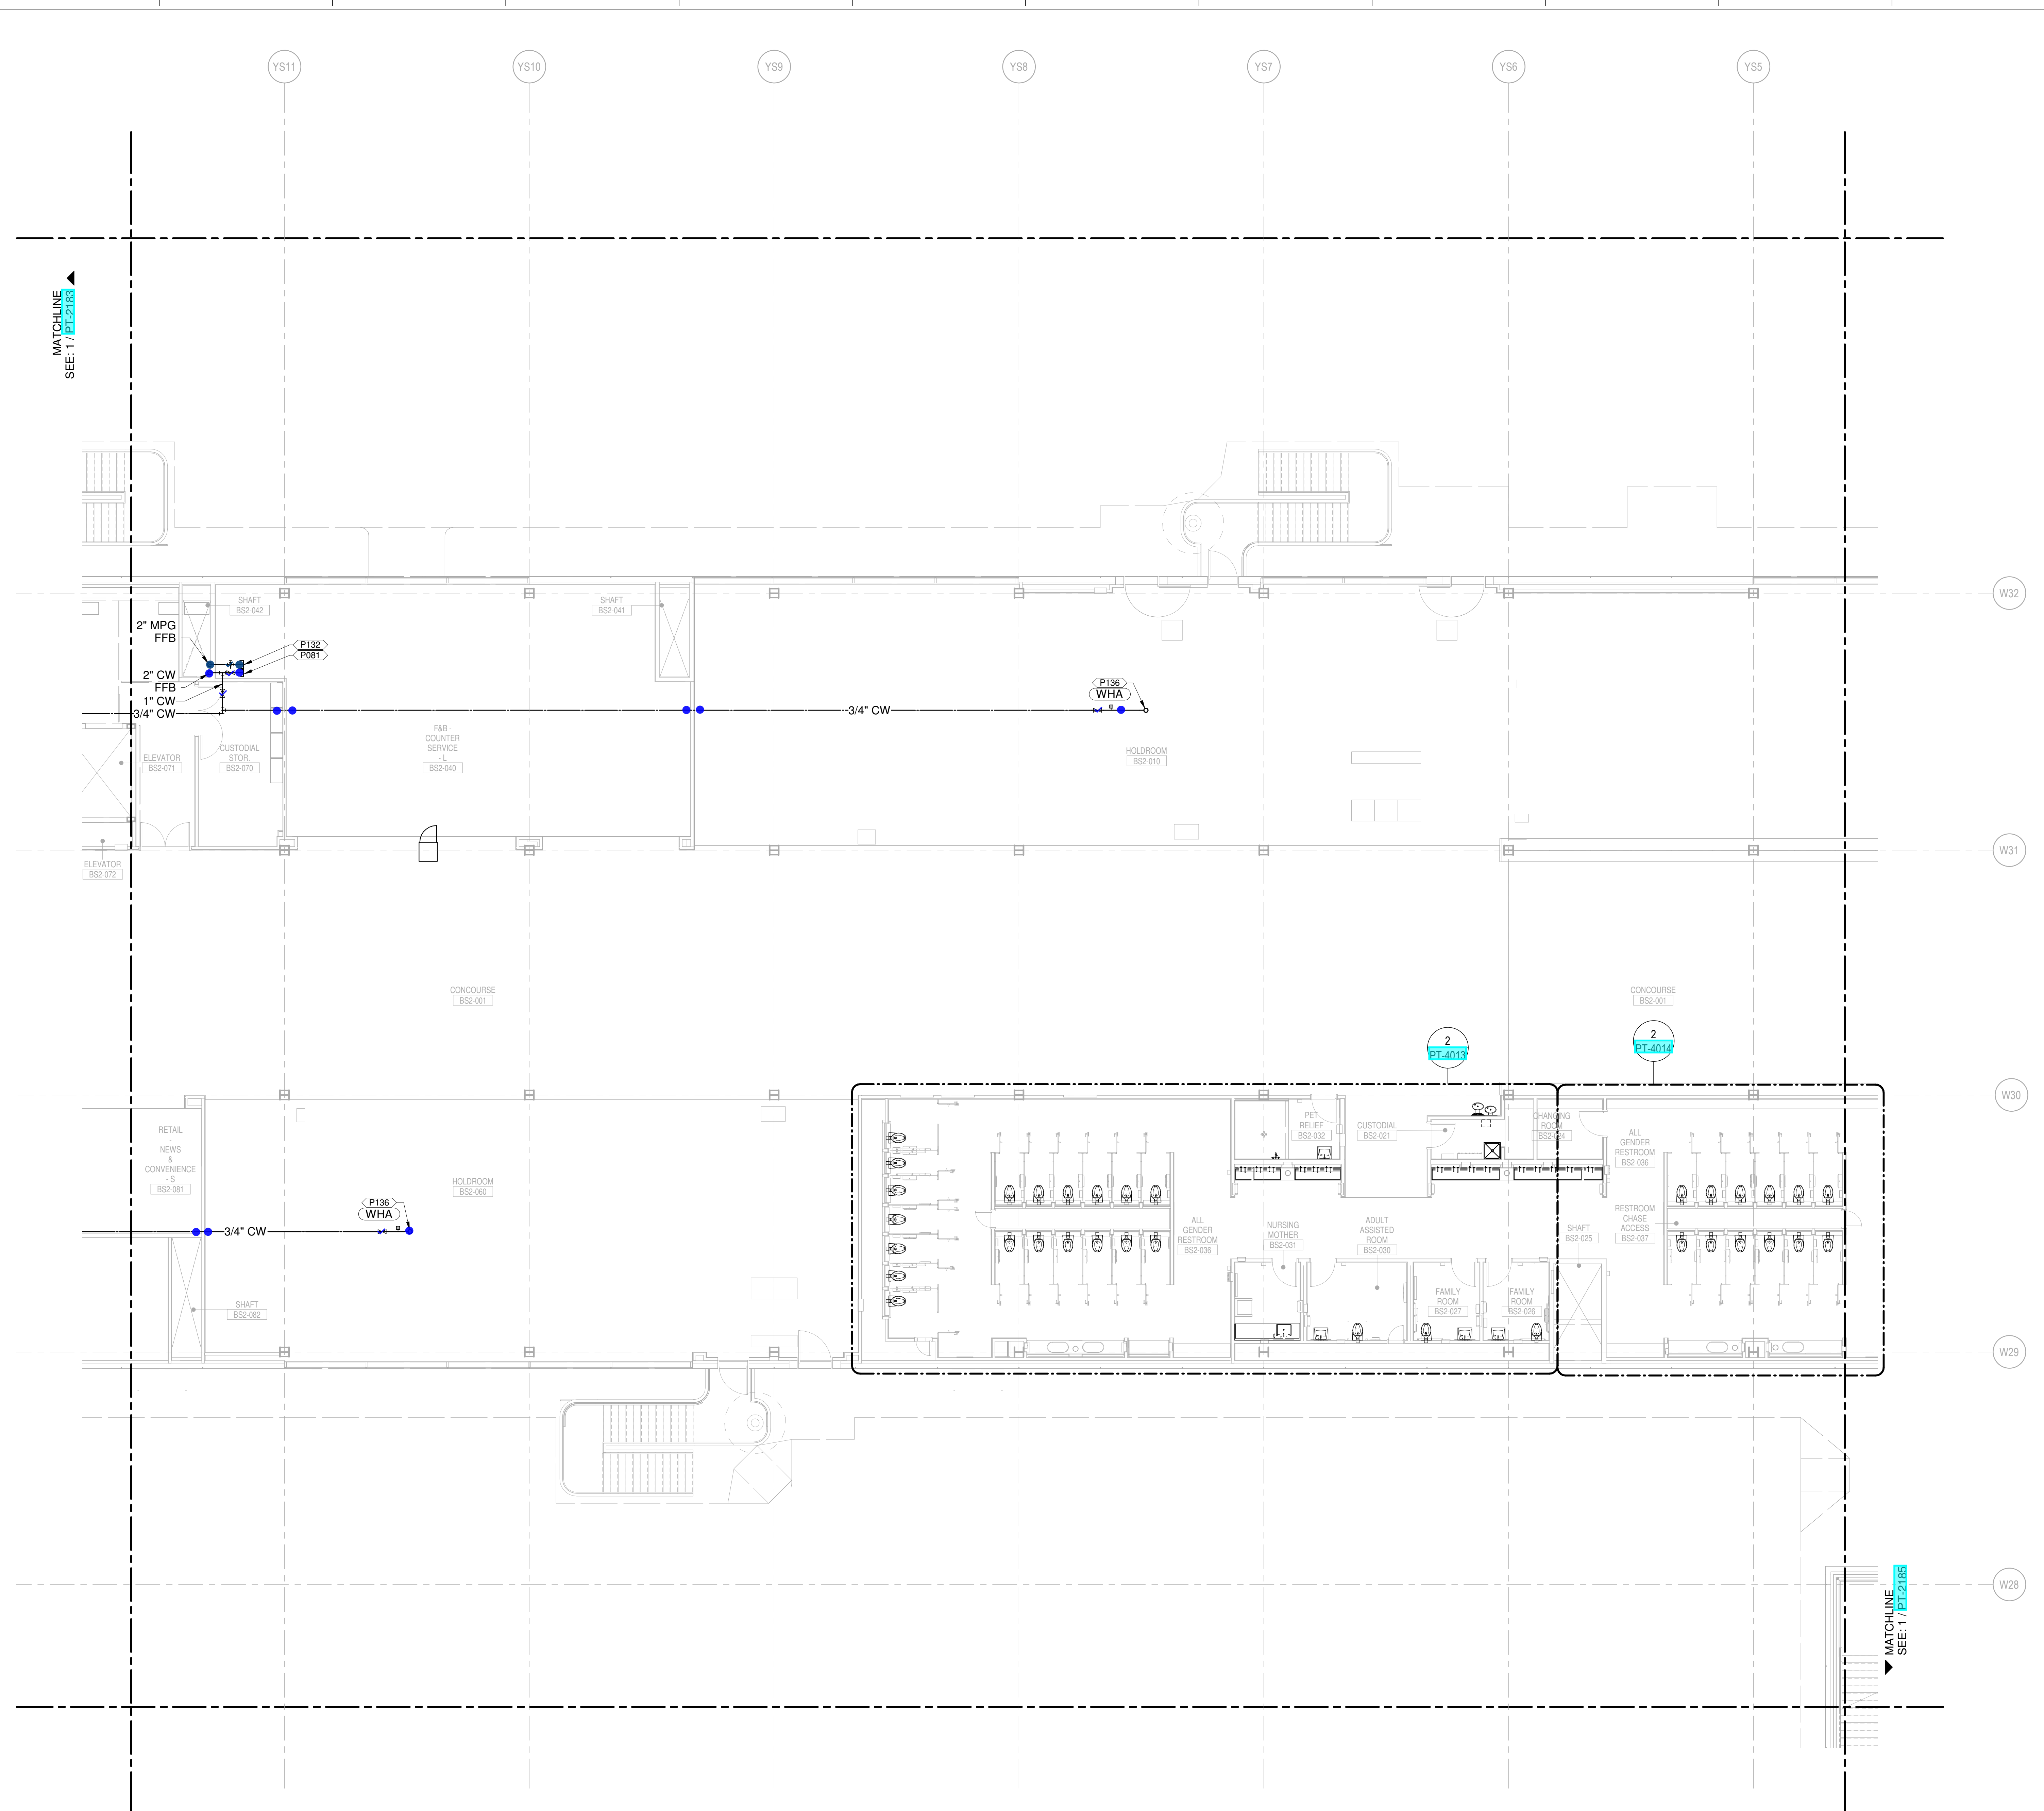 YS11
YS10
YS9
YS8
YS7
YS6
YS5
MATCHLINE
SEE: 1 / PT-2183
SHAFT
BS2-042
SHAFT
BS2-041
W32
2" MPG
FFB
P132
P081
2" CW
FFB
1" CW
3/4" CW
P136
WHA
3/4" CW
F&B -
COUNTER
SERVICE
- L
BS2-040
CUSTODIAL
STOR.
BS2-070
ELEVATOR
BS2-071
HOLDROOM
BS2-010
W31
ELEVATOR
BS2-072
CONCOURSE
BS2-001
CONCOURSE
BS2-001
2
PT-4013
2
PT-4014
W30
RETAIL
-
NEWS
&
CONVENIENCE
- S
BS2-081
HOLDROOM
BS2-060
P136
WHA
3/4" CW
SHAFT
BS2-082
PET
RELIEF
BS2-032
CUSTODIAL
BS2-021
CHANGING
ROOM
ALL
GENDER
RESTROOM
BS2-036
ALL
GENDER
RESTROOM
BS2-036
NURSING
MOTHER
BS2-031
ADULT
ASSISTED
ROOM
BS2-030
SHAFT
BS2-025
RESTROOM
CHASE
ACCESS
BS2-037
FAMILY
ROOM
BS2-027
FAMILY
ROOM
BS2-026
W29
W28
MATCHLINE
SEE: 1 / PT-2185